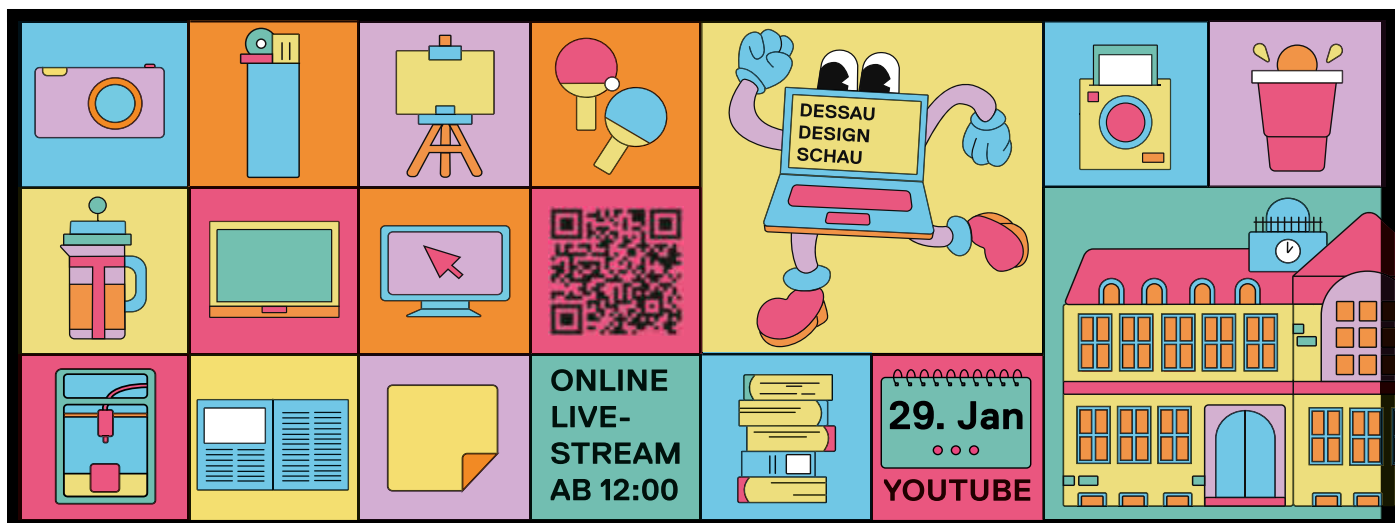 DESSAU
DESIGN
SCHAU
ONLINE
LIVE-
STREAM
AB 12:00
29. Jan
YOUTUBE